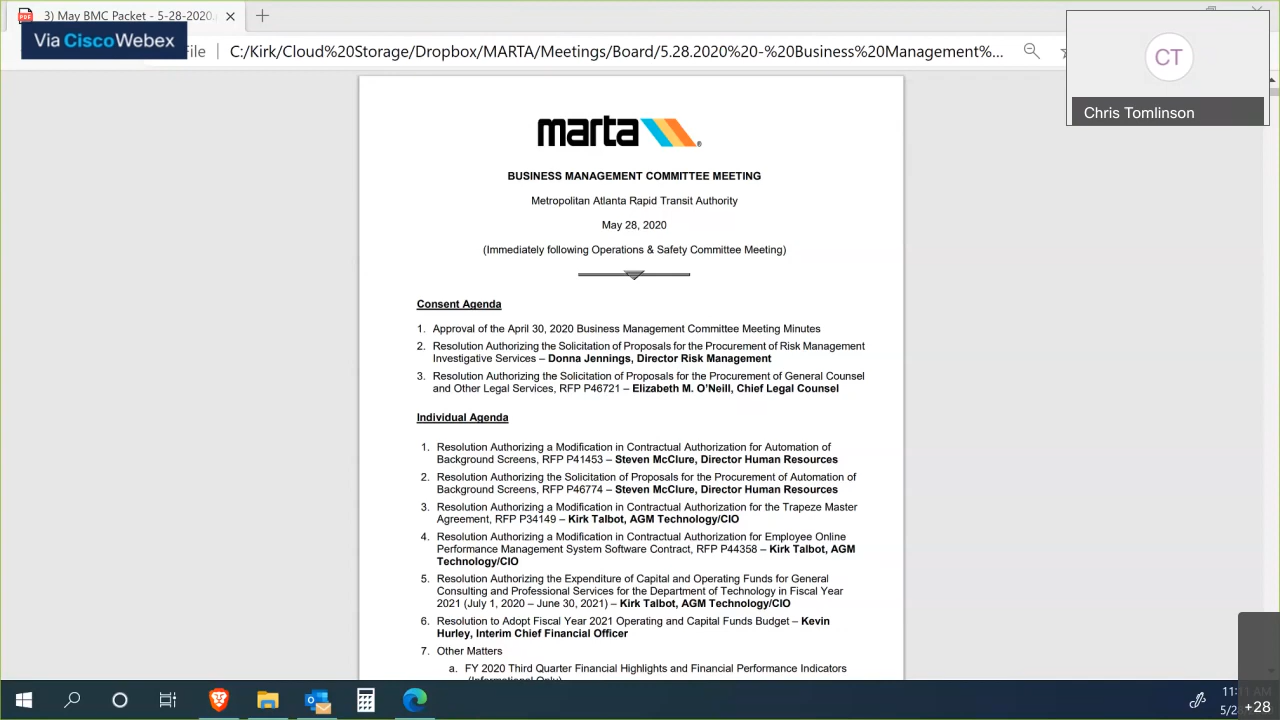 3) May BMC Packet - 5-28-2020.
Via CiscoWebex
File
C:/Kirk/Cloud%20Storage/Dropbox/MARTA/Meetings/Board/5.28.2020%20-%20Business%20Management%...
CT
Chris Tomlinson
marta
BUSINESS MANAGEMENT COMMITTEE MEETING
Metropolitan Atlanta Rapid Transit Authority
May 28, 2020
(Immediately following Operations & Safety Committee Meeting)
Consent Agenda
1. Approval of the April 30, 2020 Business Management Committee Meeting Minutes
2. Resolution Authorizing the Solicitation of Proposals for the Procurement of Risk Management
Investigative Services – Donna Jennings, Director Risk Management
3. Resolution Authorizing the Solicitation of Proposals for the Procurement of General Counsel
and Other Legal Services, RFP P46721 – Elizabeth M. O'Neill, Chief Legal Counsel
Individual Agenda
1. Resolution Authorizing a Modification in Contractual Authorization for Automation of
Background Screens, RFP P41453 – Steven McClure, Director Human Resources
2. Resolution Authorizing the Solicitation of Proposals for the Procurement of Automation of
Background Screens, RFP P46774 – Steven McClure, Director Human Resources
3. Resolution Authorizing a Modification in Contractual Authorization for the Trapeze Master
Agreement, RFP P34149 – Kirk Talbot, AGM Technology/CIO
4. Resolution Authorizing a Modification in Contractual Authorization for Employee Online
Performance Management System Software Contract, RFP P44358 – Kirk Talbot, AGM
Technology/CIO
5. Resolution Authorizing the Expenditure of Capital and Operating Funds for General
Consulting and Professional Services for the Department of Technology in Fiscal Year
2021 (July 1, 2020 – June 30, 2021) – Kirk Talbot, AGM Technology/CIO
6. Resolution to Adopt Fiscal Year 2021 Operating and Capital Funds Budget – Kevin
Hurley, Interim Chief Financial Officer
7. Other Matters
a. FY 2020 Third Quarter Financial Highlights and Financial Performance Indicators
(Informational Only)
11:11 AM
5/2
+28